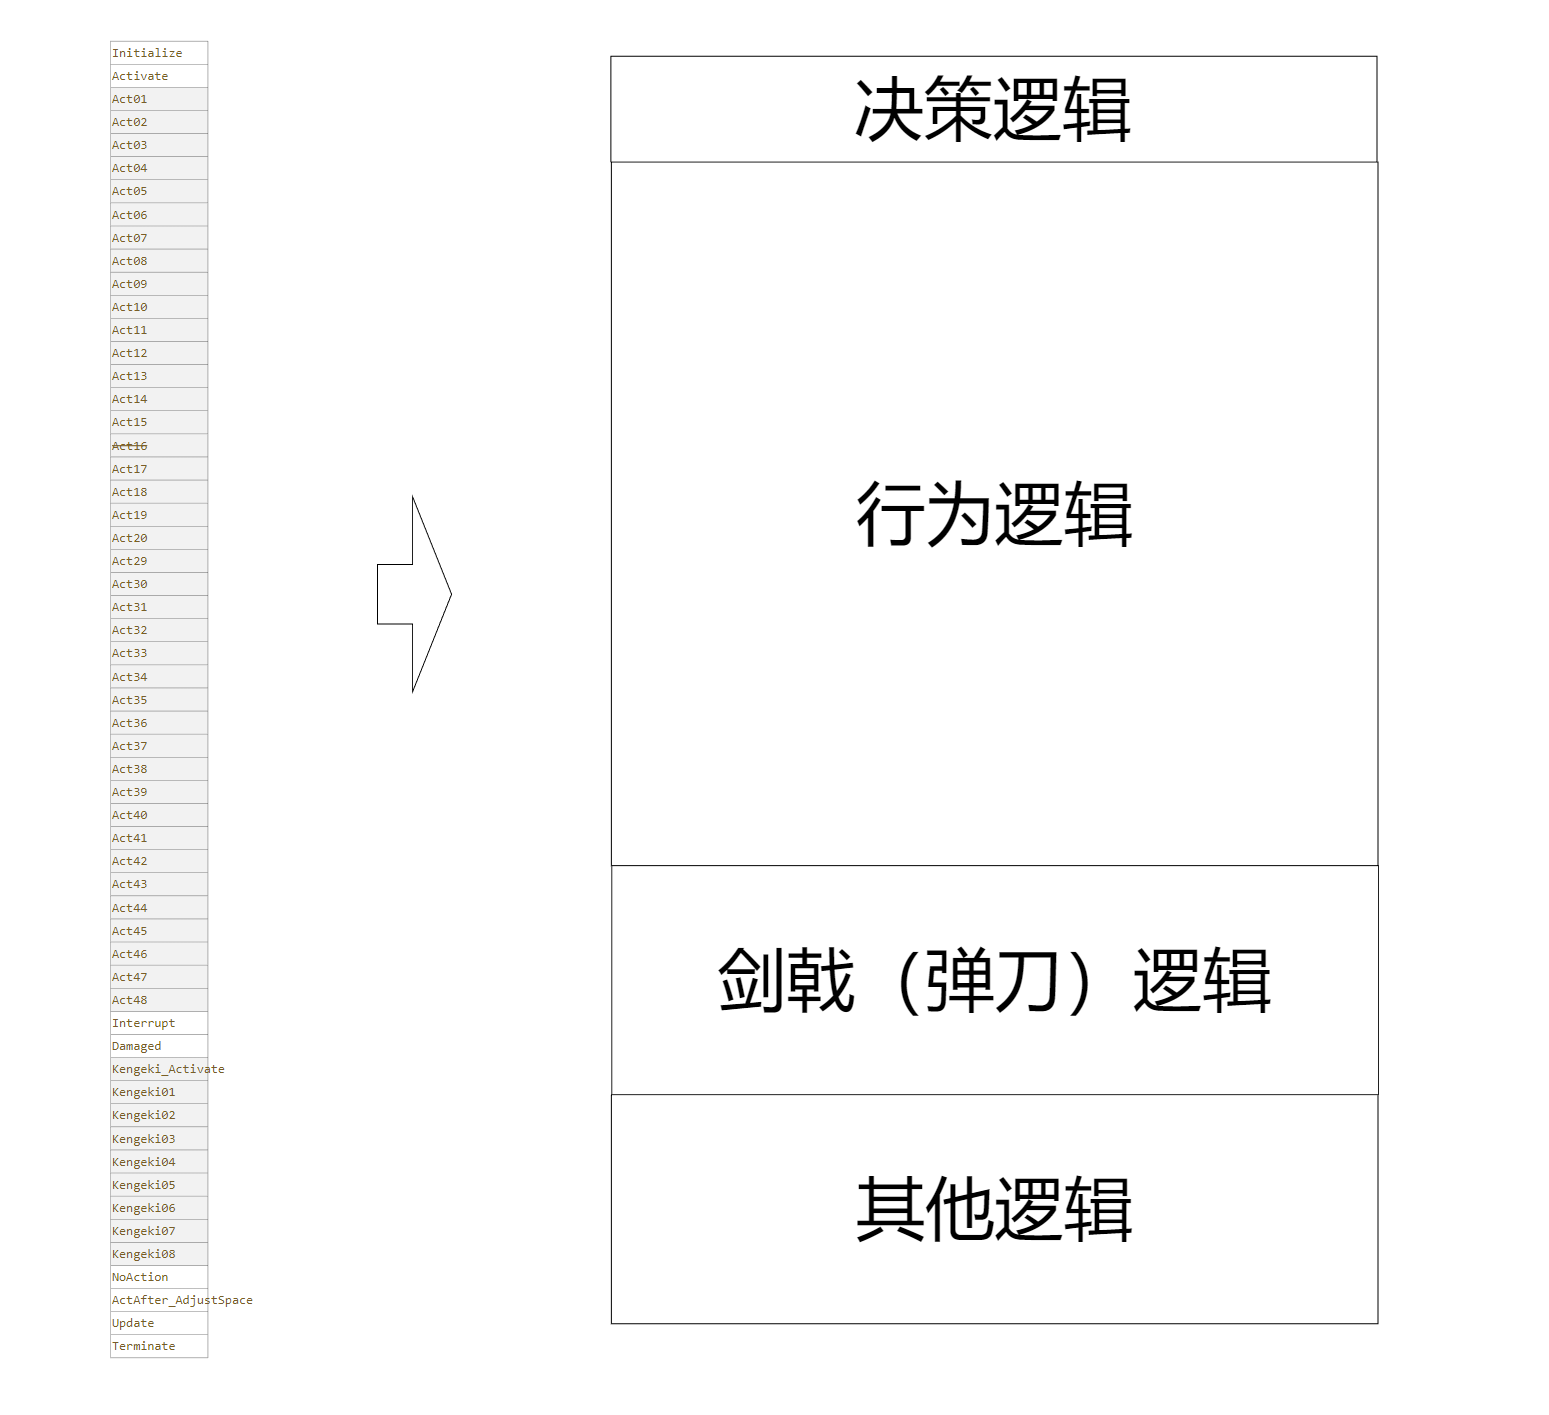 Initialize
Activate
Act01
Act02
Act03
Act04
Act05
Act06
Act07
Act08
Act09
Act10
Act11
Act12
Act13
Act14
Act15
Act16
Act17
Act18
Act19
Act20
Act29
Act30
Act31
Act32
Act33
Act34
Act35
Act36
Act37
Act38
Act39
Act40
Act41
Act42
Act43
Act44
Act45
Act46
Act47
Act48
Interrupt
Damaged
Kengeki_Activate
Kengeki01
Kengeki02
Kengeki03
Kengeki04
Kengeki05
Kengeki06
Kengeki07
Kengeki08
NoAction
ActAfter_AdjustSpace
Update
Terminate
决策逻辑
行为逻辑
剑戟（弹刀）逻辑
其他逻辑